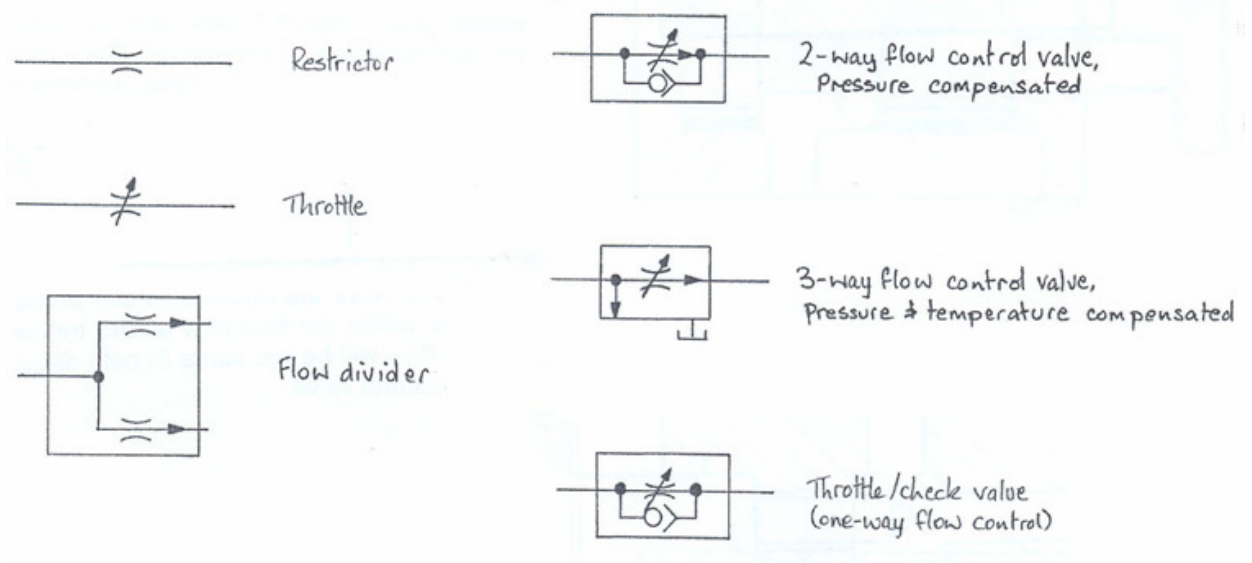 Restrictor
Throttle
Flow divider
2-way flow control valve,
Pressure compensated
3-way flow control valve,
Pressure & temperature compensated
Throttle/check valve
(one-way flow control)